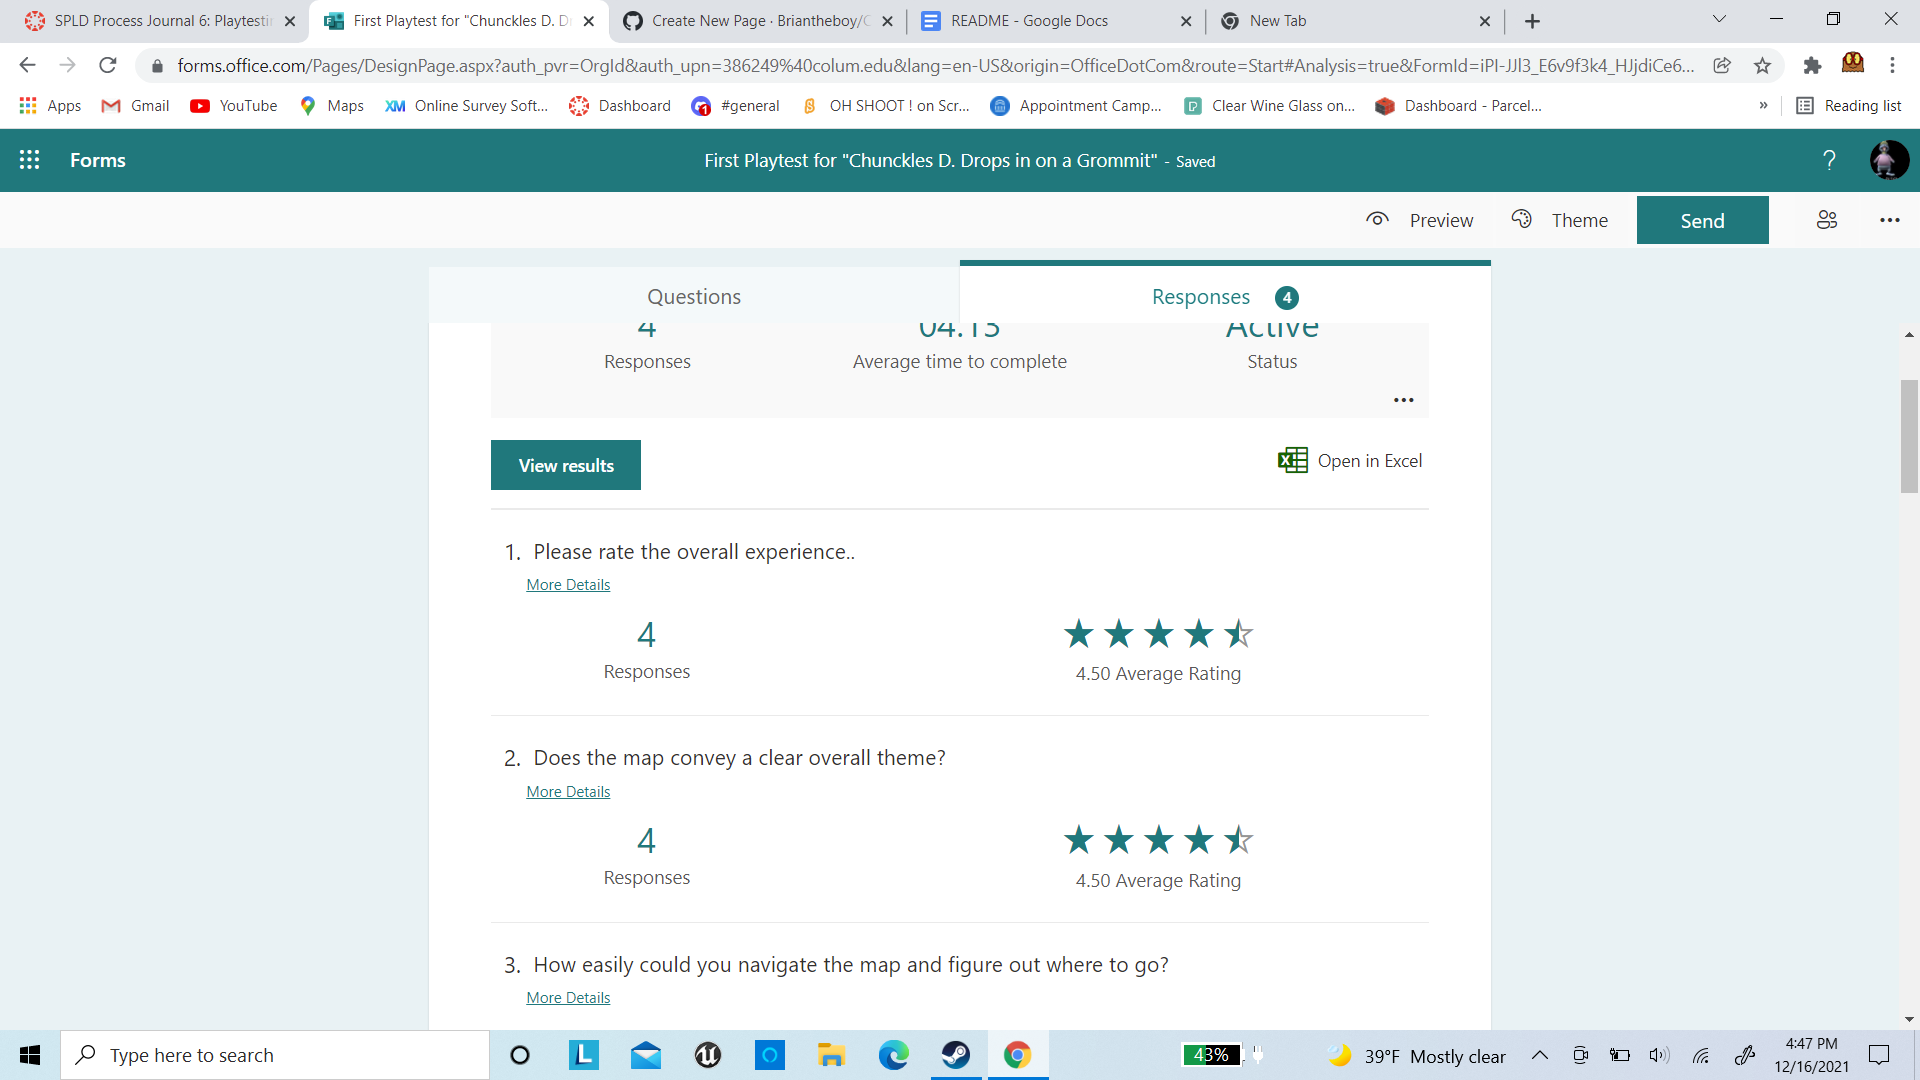 SPLD Process Journal 6: Playtestin
First Playtest for "Chunckles D. D
Create New Page · Briantheboy/C
README - Google Docs
New Tab
forms.office.com/Pages/DesignPage.aspx?auth_pvr=OrgId&auth_upn=386249%40colum.edu&lang=en-US&origin=OfficeDotCom&route=Start#Analysis=true&FormId=iPI-JJl3_E6v9f3k4_HJjdiCe6...
Apps Gmail YouTube Maps XM Online Survey Soft... Dashboard 1 #general OH SHOOT ! on Scr... Appointment Camp... Clear Wine Glass on... Dashboard - Parcel... » Reading list
Forms
First Playtest for "Chunckles D. Drops in on a Grommit" - Saved
?
Preview Theme Send
Questions
Responses 4
4 04:13 Active
Responses Average time to complete Status
View results
Open in Excel
1. Please rate the overall experience..
More Details
4
Responses
4.50 Average Rating
2. Does the map convey a clear overall theme?
More Details
4
Responses
4.50 Average Rating
3. How easily could you navigate the map and figure out where to go?
More Details
Type here to search
L
43%
39°F Mostly clear
4:47 PM
12/16/2021